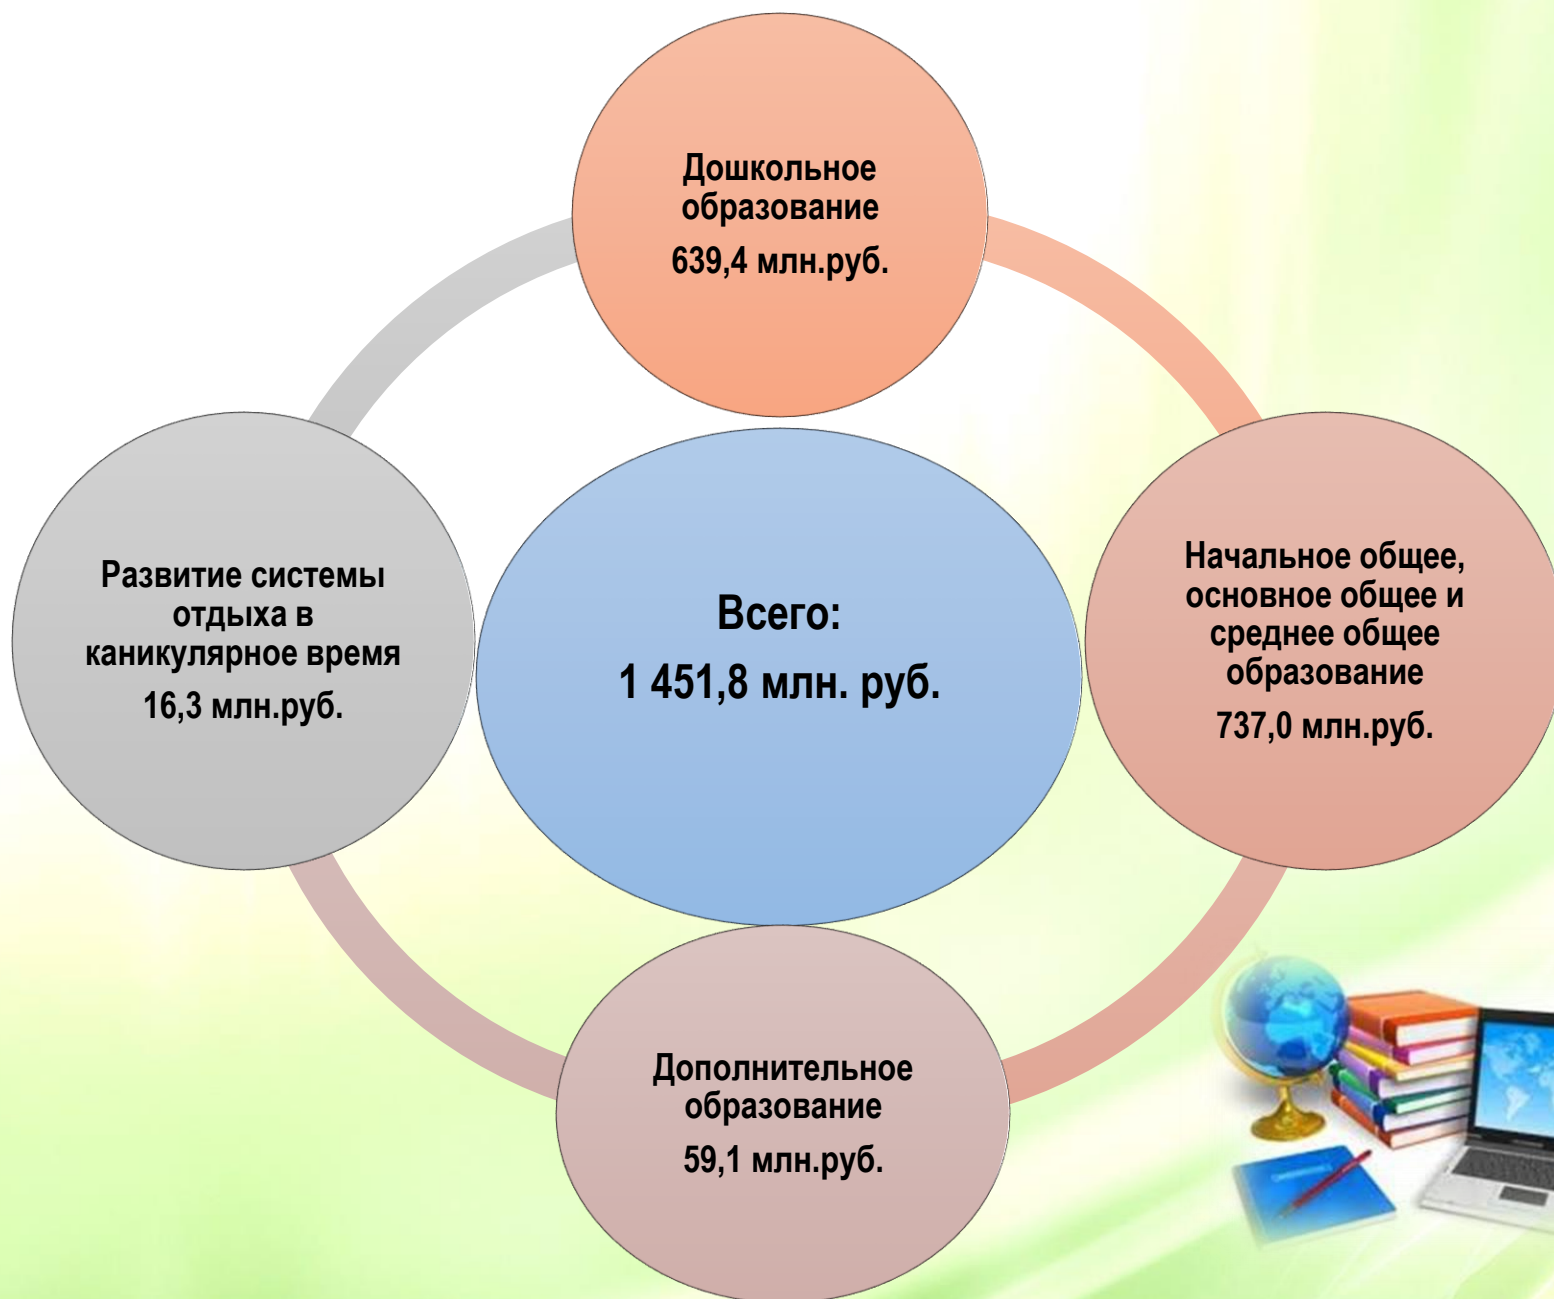 Дошкольное
образование
639,4 млн.руб.
Развитие системы
отдыха в
каникулярное время
16,3 млн.руб.
Всего:
1 451,8 млн. руб.
Начальное общее,
основное общее и
среднее общее
образование
737,0 млн.руб.
Дополнительное
образование
59,1 млн.руб.